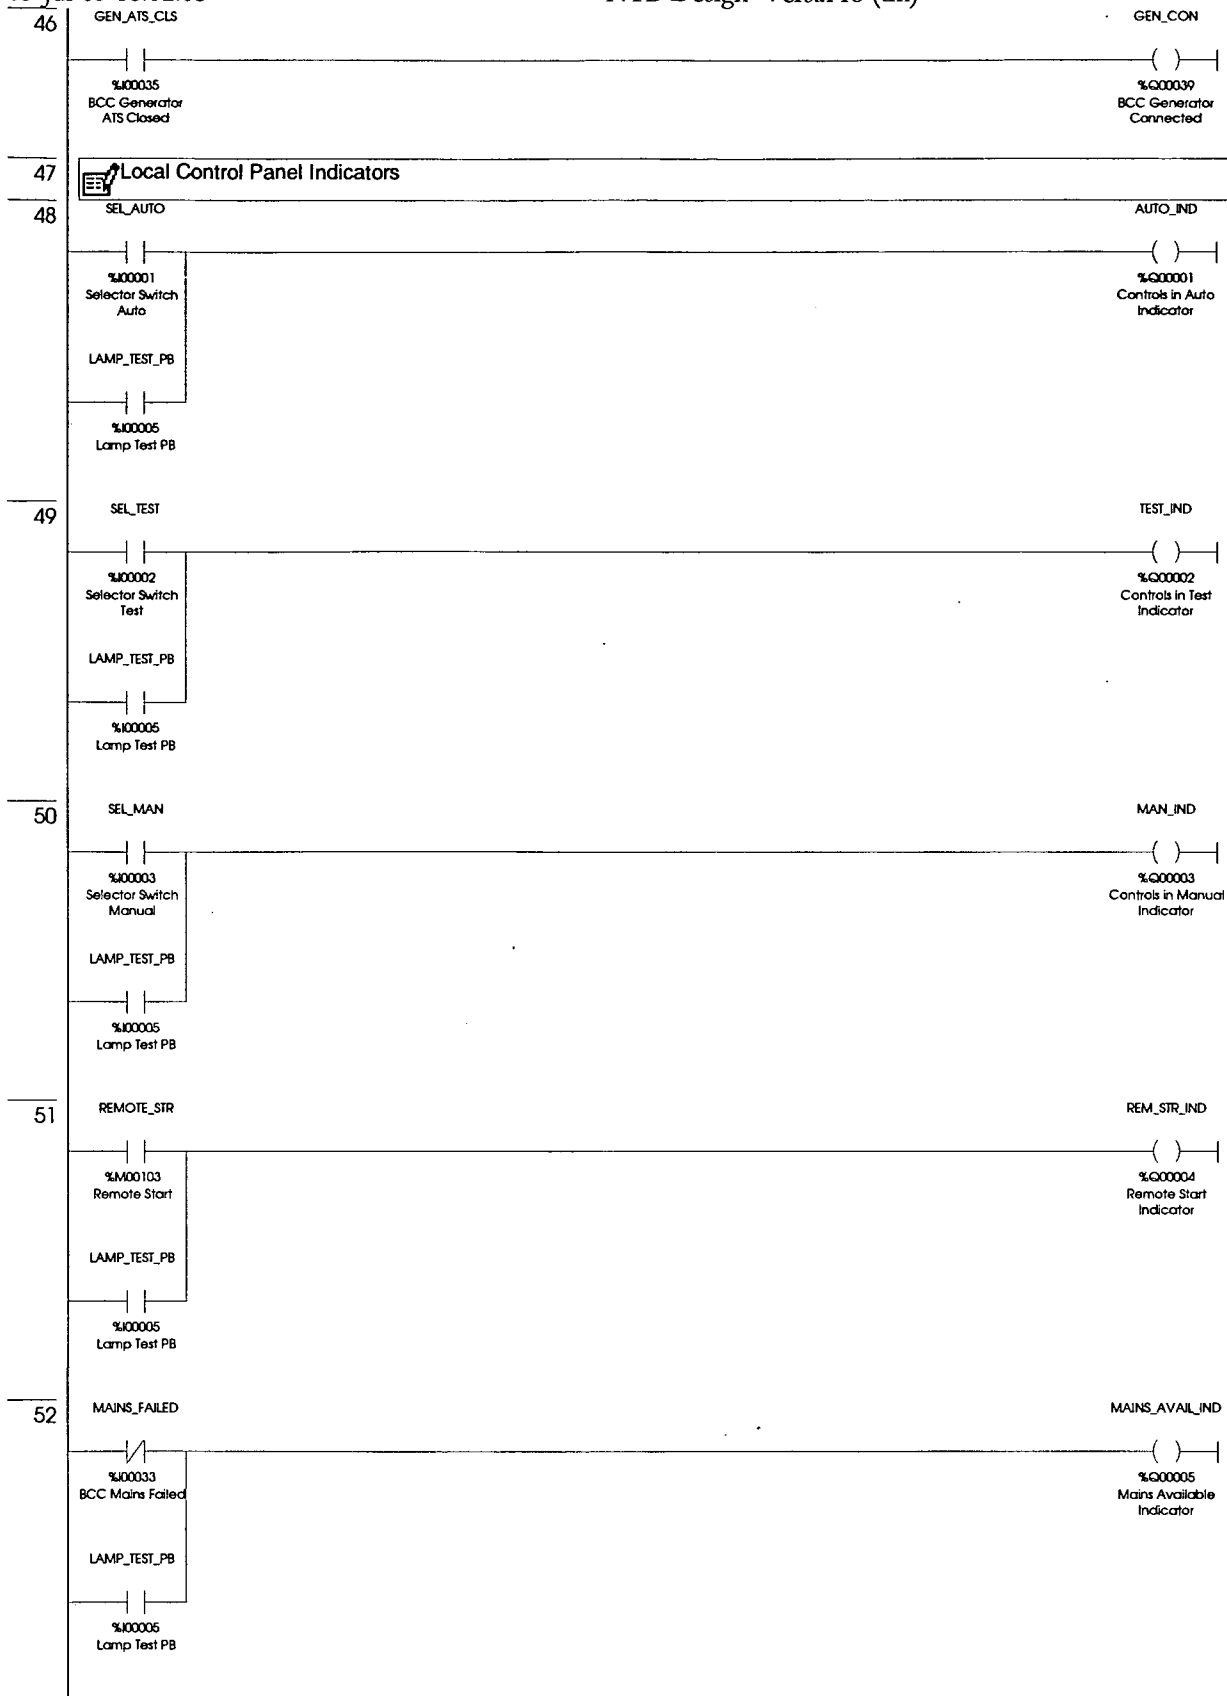 46
GEN_ATS_CLS
GEN_CON
%I00035
BCC Generator
ATS Closed
%Q00039
BCC Generator
Connected
47
Local Control Panel Indicators
48
SEL_AUTO
AUTO_IND
%I00001
Selector Switch
Auto
%Q00001
Controls in Auto
Indicator
LAMP_TEST_PB
%I00005
Lamp Test PB
49
SEL_TEST
TEST_IND
%I00002
Selector Switch
Test
%Q00002
Controls in Test
Indicator
LAMP_TEST_PB
%I00005
Lamp Test PB
50
SEL_MAN
MAN_IND
%I00003
Selector Switch
Manual
%Q00003
Controls in Manual
Indicator
LAMP_TEST_PB
%I00005
Lamp Test PB
51
REMOTE_STR
REM_STR_IND
%M00103
Remote Start
%Q00004
Remote Start
Indicator
LAMP_TEST_PB
%I00005
Lamp Test PB
52
MAINS_FAILED
MAINS_AVAIL_IND
%I00033
BCC Mains Failed
%Q00005
Mains Available
Indicator
LAMP_TEST_PB
%I00005
Lamp Test PB